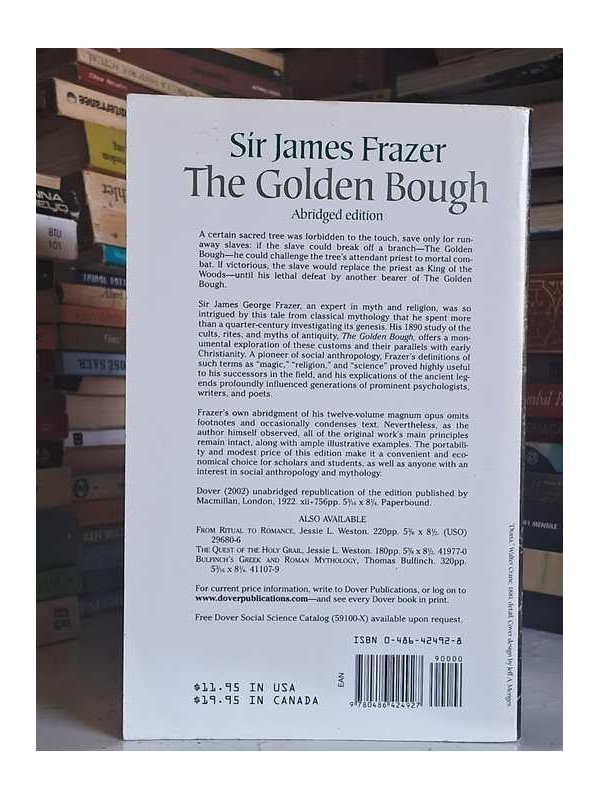 Sir James Frazer
The Golden Bough
Abridged edition
A certain sacred tree was forbidden to the touch, save only for run-
away slaves: if the slave could break off a branch—The Golden
Bough—he could challenge the tree's attendant priest to mortal com-
bat. If victorious, the slave would replace the priest as King of the
Woods—until his lethal defeat by another bearer of The Golden
Bough.
Sir James George Frazer, an expert in myth and religion, was so
intrigued by this tale from classical mythology that he spent more
than a quarter-century investigating its genesis. His 1890 study of the
cults, rites, and myths of antiquity, The Golden Bough, offers a mon-
umental exploration of these customs and their parallels with early
Christianity. A pioneer of social anthropology, Frazer's definitions of
such terms as "magic," "religion," and "science" proved highly useful
to his successors in the field, and his explications of the ancient leg-
ends profoundly influenced generations of prominent psychologists,
writers, and poets.
Frazer's own abridgment of his twelve-volume magnum opus omits
footnotes and occasionally condenses text. Nevertheless, as the
author himself observed, all of the original work's main principles
remain intact, along with ample illustrative examples. The portabili-
ty and modest price of this edition make it a convenient and eco-
nomical choice for scholars and students, as well as anyone with an
interest in social anthropology and mythology.
Dover (2002) unabridged republication of the edition published by
Macmillan, London, 1922. xii+756pp. 5³⁄₁₆ x 8¼. Paperbound.
ALSO AVAILABLE
FROM RITUAL TO ROMANCE, Jessie L. Weston. 220pp. 5⅜ x 8½. (USO)
29680-6
THE QUEST OF THE HOLY GRAIL, Jessie L. Weston. 180pp. 5⅜ x 8½. 41977-0
BULFINCH'S GREEK AND ROMAN MYTHOLOGY, Thomas Bulfinch. 320pp.
5³⁄₁₆ x 8¼. 41107-9
For current price information, write to Dover Publications, or log on to
www.doverpublications.com—and see every Dover book in print.
Free Dover Social Science Catalog (59100-X) available upon request.
ISBN 0-486-42492-8
90000
EAN
9 780486 424927
$11.95 IN USA
$19.95 IN CANADA
"Diana," Walter Crane, 1881, detail. Cover design by Jeff A. Menges
BIU
101